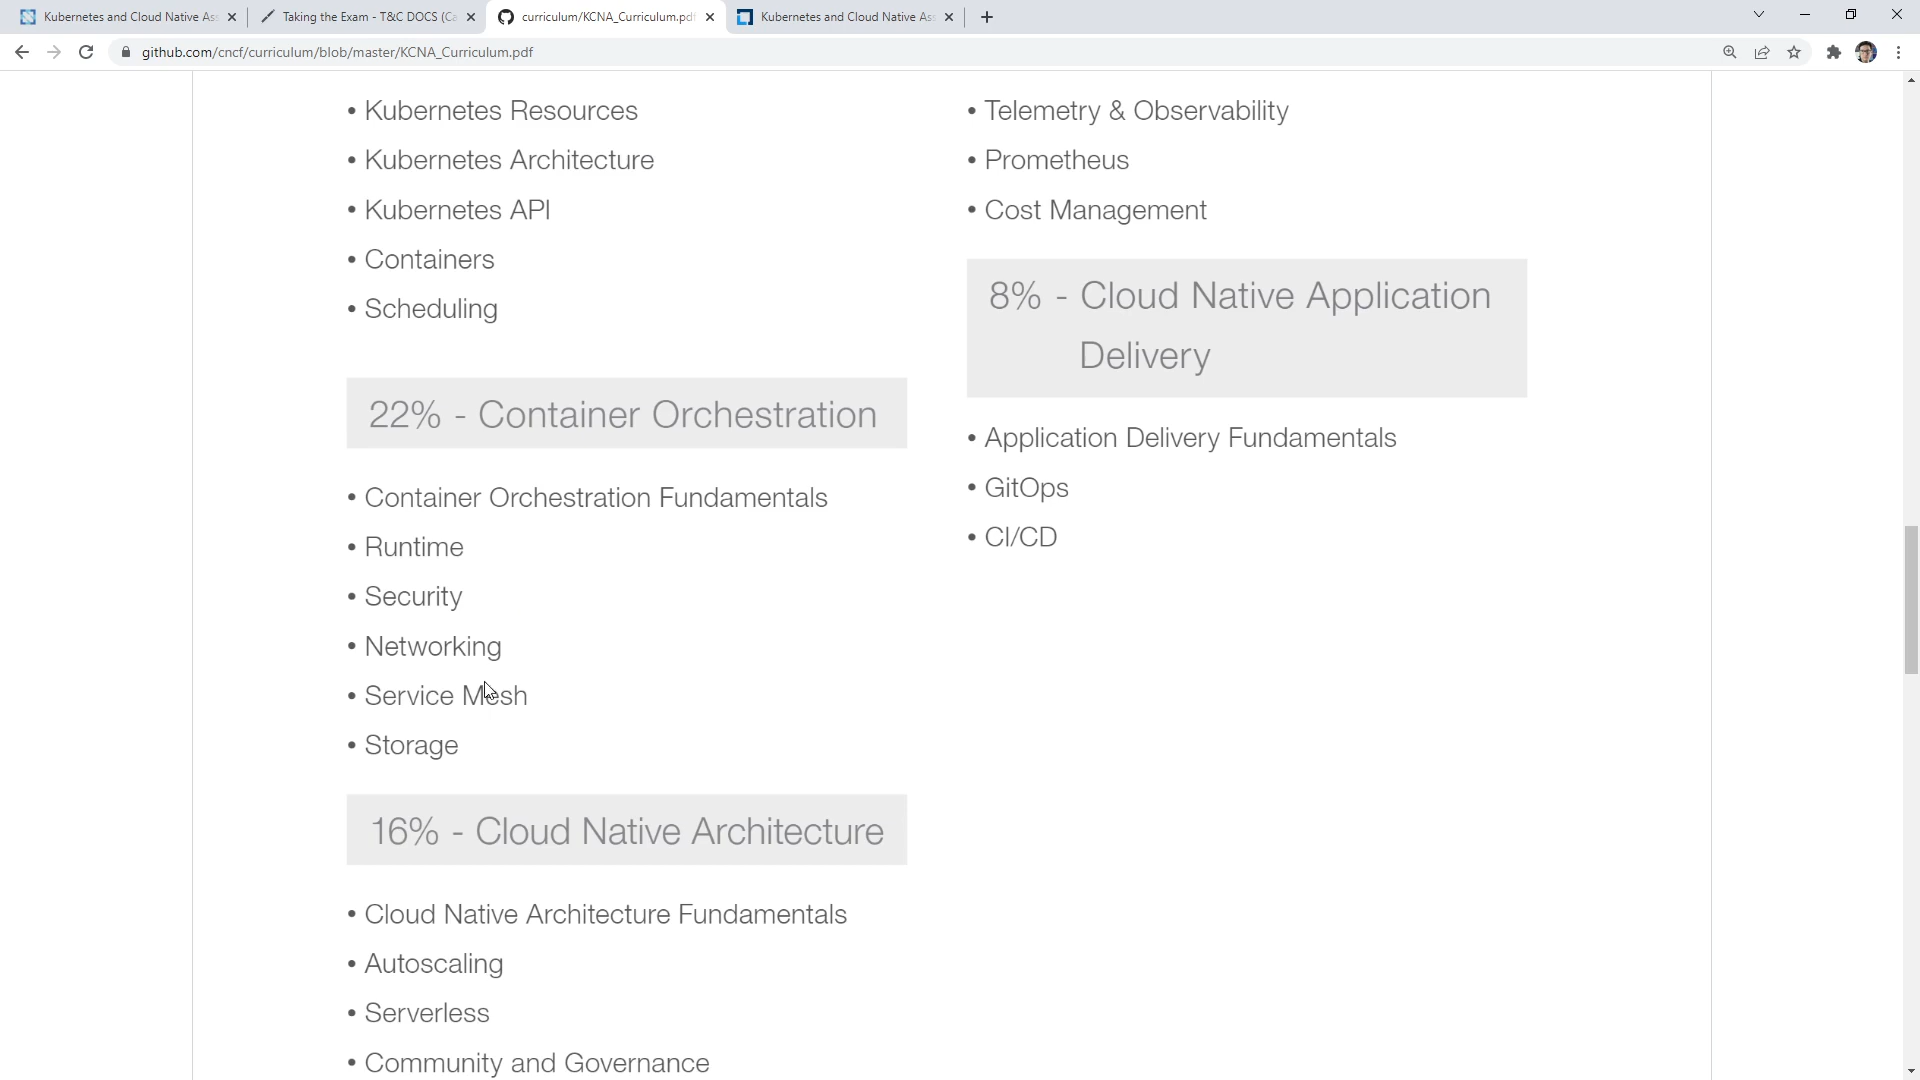 Kubernetes and Cloud Native Ass
Taking the Exam - T&C DOCS (Ca
curriculum/KCNA_Curriculum.pdf
Kubernetes and Cloud Native Ass
github.com/cncf/curriculum/blob/master/KCNA_Curriculum.pdf
• Kubernetes Resources
• Kubernetes Architecture
• Kubernetes API
• Containers
• Scheduling
22% - Container Orchestration
• Container Orchestration Fundamentals
• Runtime
• Security
• Networking
• Service Mesh
• Storage
16% - Cloud Native Architecture
• Cloud Native Architecture Fundamentals
• Autoscaling
• Serverless
• Community and Governance
• Telemetry & Observability
• Prometheus
• Cost Management
8% - Cloud Native Application
Delivery
• Application Delivery Fundamentals
• GitOps
• CI/CD